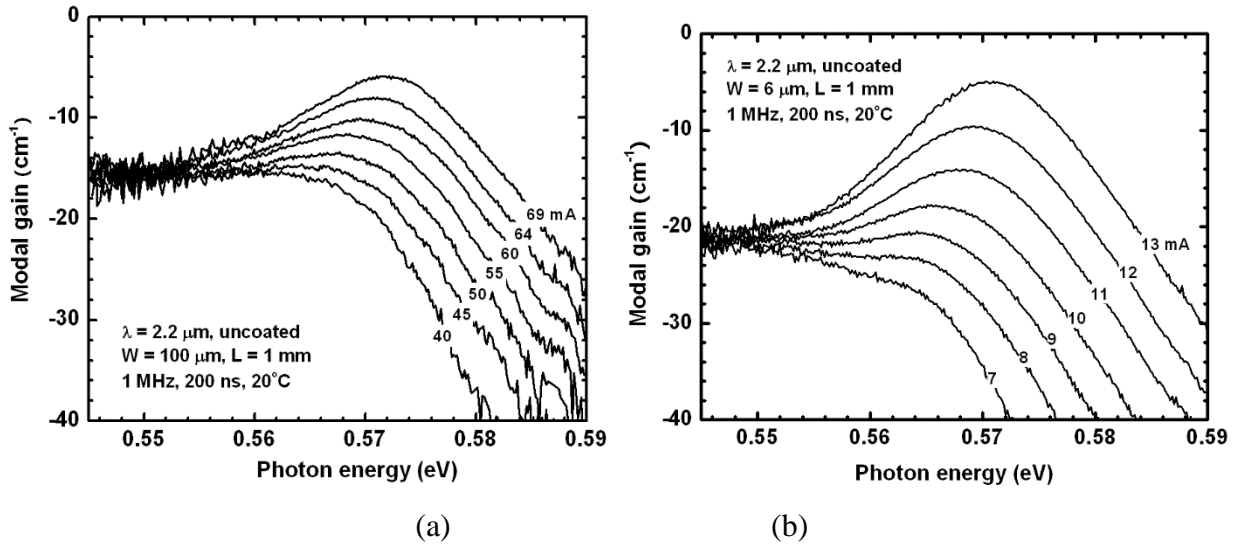 0
-10
-20
-30
-40
Modal gain (cm⁻¹)
λ = 2.2 μm, uncoated
W = 100 μm, L = 1 mm
1 MHz, 200 ns, 20°C
69 mA
64
60
55
50
45
40
0.55
0.56
0.57
0.58
0.59
Photon energy (eV)
(a)
0
-10
-20
-30
-40
Modal gain (cm⁻¹)
λ = 2.2 μm, uncoated
W = 6 μm, L = 1 mm
1 MHz, 200 ns, 20°C
13 mA
12
11
10
9
8
7
0.55
0.56
0.57
0.58
0.59
Photon energy (eV)
(b)